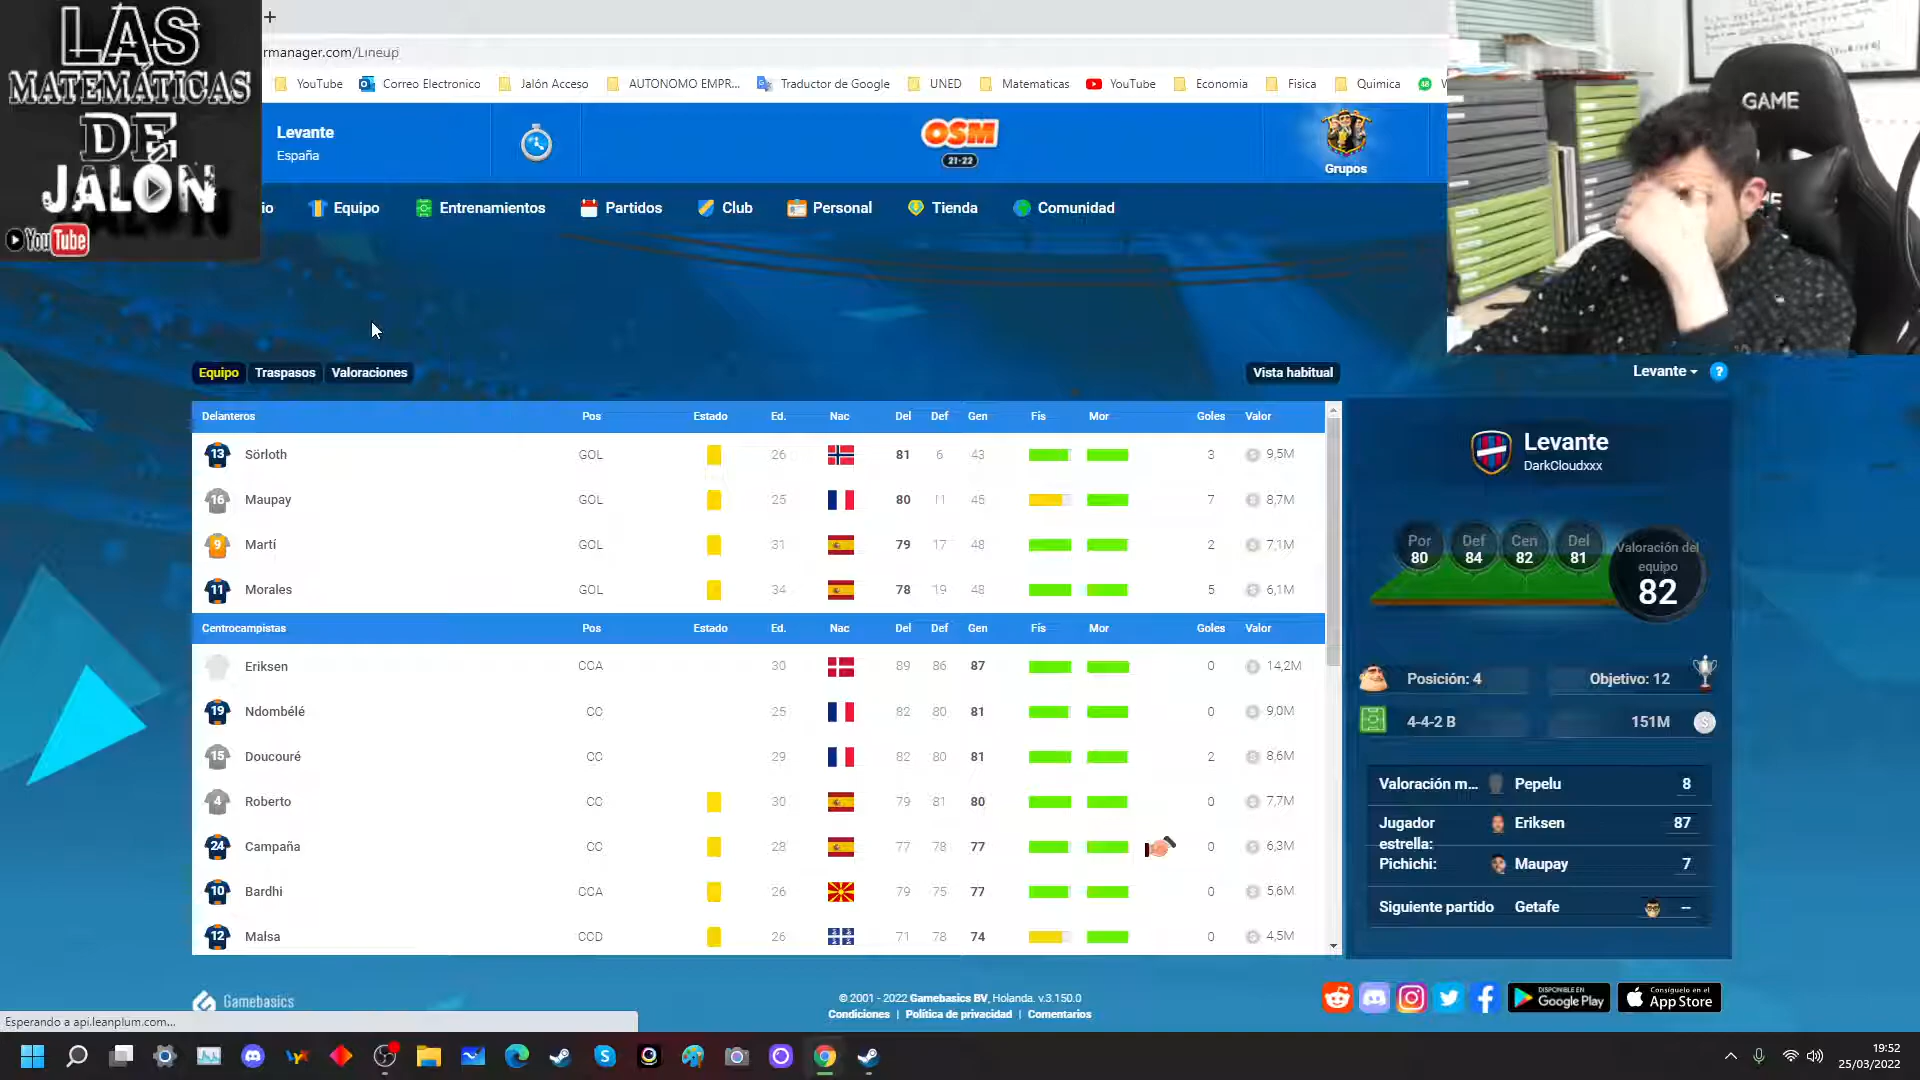 LAS
MATEMÁTICAS
DE
JALÓN
YouTube
rmanager.com/Lineup
YouTube Correo Electronico Jalón Acceso AUTONOMO EMPR... Traductor de Google UNED Matematicas YouTube Economia Fisica Quimica
Levante
España
OSM
21-22
Grupos
GAME
io Equipo Entrenamientos Partidos Club Personal Tienda Comunidad
Equipo Traspasos Valoraciones Vista habitual Levante ?
Delanteros Pos Estado Ed. Nac Del Def Gen Fís Mor Goles Valor
13 Sörloth GOL 26 81 6 43 3 9,5M
16 Maupay GOL 25 80 11 45 7 8,7M
9 Martí GOL 31 79 17 48 2 7,1M
11 Morales GOL 34 78 19 48 5 6,1M
Centrocampistas Pos Estado Ed. Nac Del Def Gen Fís Mor Goles Valor
Eriksen CCA 30 89 86 87 0 14,2M
19 Ndombélé CC 25 82 80 81 0 9,0M
15 Doucouré CC 29 82 80 81 2 8,6M
4 Roberto CC 30 79 81 80 0 7,7M
24 Campaña CC 28 77 78 77 0 6,3M
10 Bardhi CCA 26 79 75 77 0 5,6M
12 Malsa CCD 26 71 78 74 0 4,5M
Levante
DarkCloudxxx
Por 80 Def 84 Cen 82 Del 81
Valoración del
equipo
82
Posición: 4 Objetivo: 12
4-4-2 B 151M
Valoración m... Pepelu 8
Jugador estrella: Eriksen 87
Pichichi: Maupay 7
Siguiente partido Getafe --
Gamebasics
© 2001 - 2022 Gamebasics BV, Holanda. v.3.150.0
Condiciones | Política de privacidad | Comentarios
DISPONIBLE EN
Google Play
Consíguelo en el
App Store
Esperando a api.leanplum.com...
19:52
25/03/2022